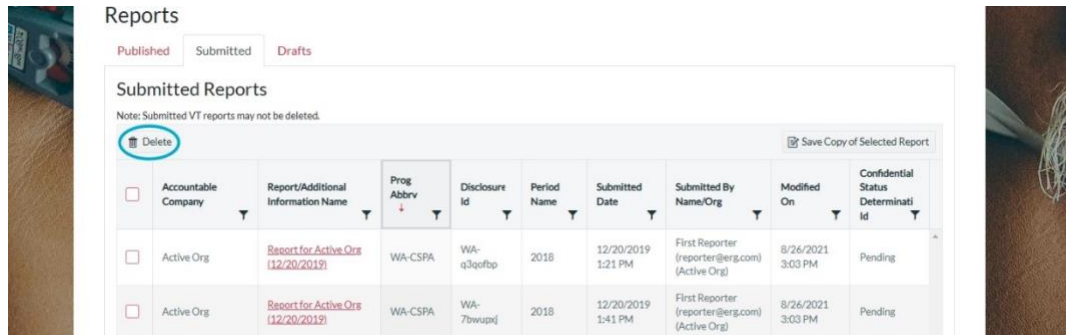 Reports
Published Submitted Drafts
Submitted Reports
Note: Submitted VT reports may not be deleted.
Delete Save Copy of Selected Report
Accountable Company Report/Additional Information Name Prog Abbrv Disclosure Id Period Name Submitted Date Submitted By Name/Org Modified On Confidential Status Determinati Id
Active Org Report for Active Org (12/20/2019) WA-CSPA WA-q3qofbp 2018 12/20/2019 1:21 PM First Reporter (reporter@erg.com) (Active Org) 8/26/2021 3:03 PM Pending
Active Org Report for Active Org (12/20/2019) WA-CSPA WA-7bwupxj 2018 12/20/2019 1:41 PM First Reporter (reporter@erg.com) (Active Org) 8/26/2021 3:03 PM Pending